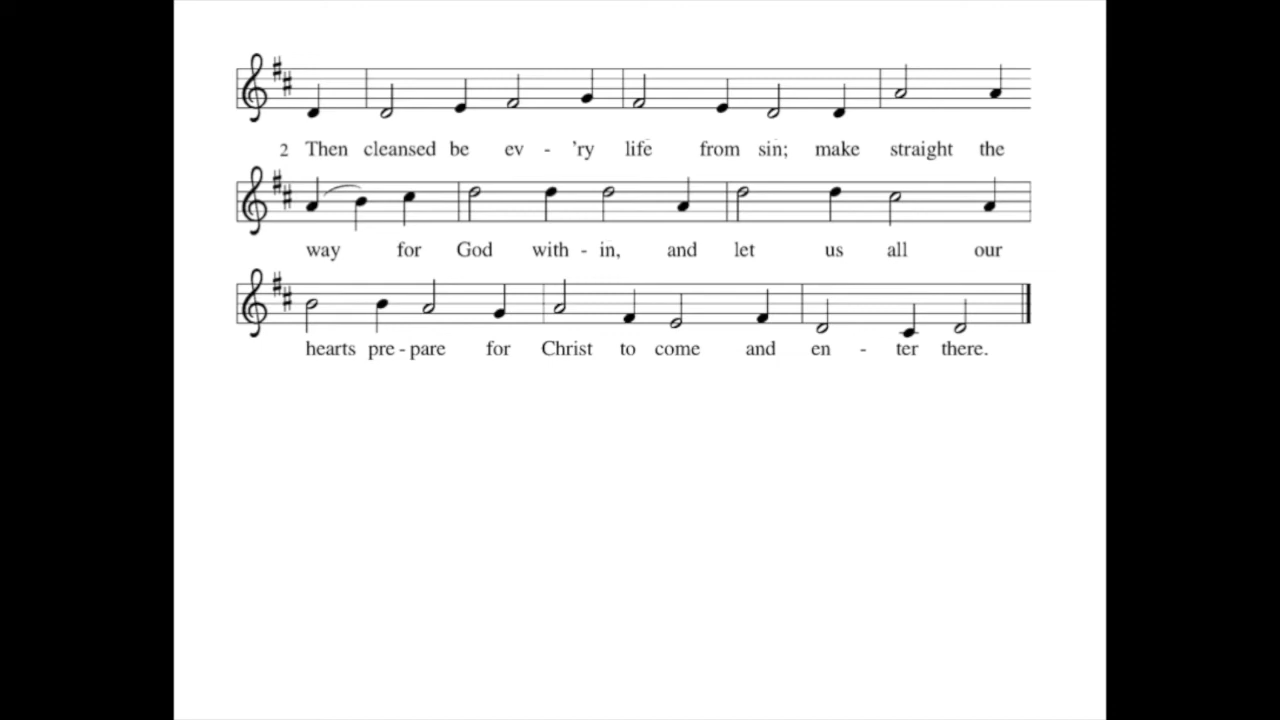 2 Then cleansed be ev - 'ry life from sin; make straight the
way for God with - in, and let us all our
hearts pre - pare for Christ to come and en - ter there.